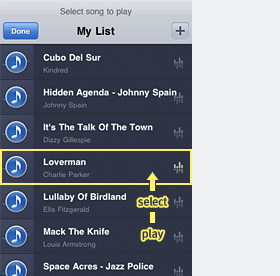 Select song to play
Done
My List
+
Cubo Del Sur
Kindred
Hidden Agenda - Johnny Spain
Johnny Spain
It's The Talk Of The Town
Dizzy Gillespie
Loverman
Charlie Parker
select
Lullaby Of Birdland
Ella Fitzgerald
play
Mack The Knife
Louis Armstrong
Space Acres - Jazz Police